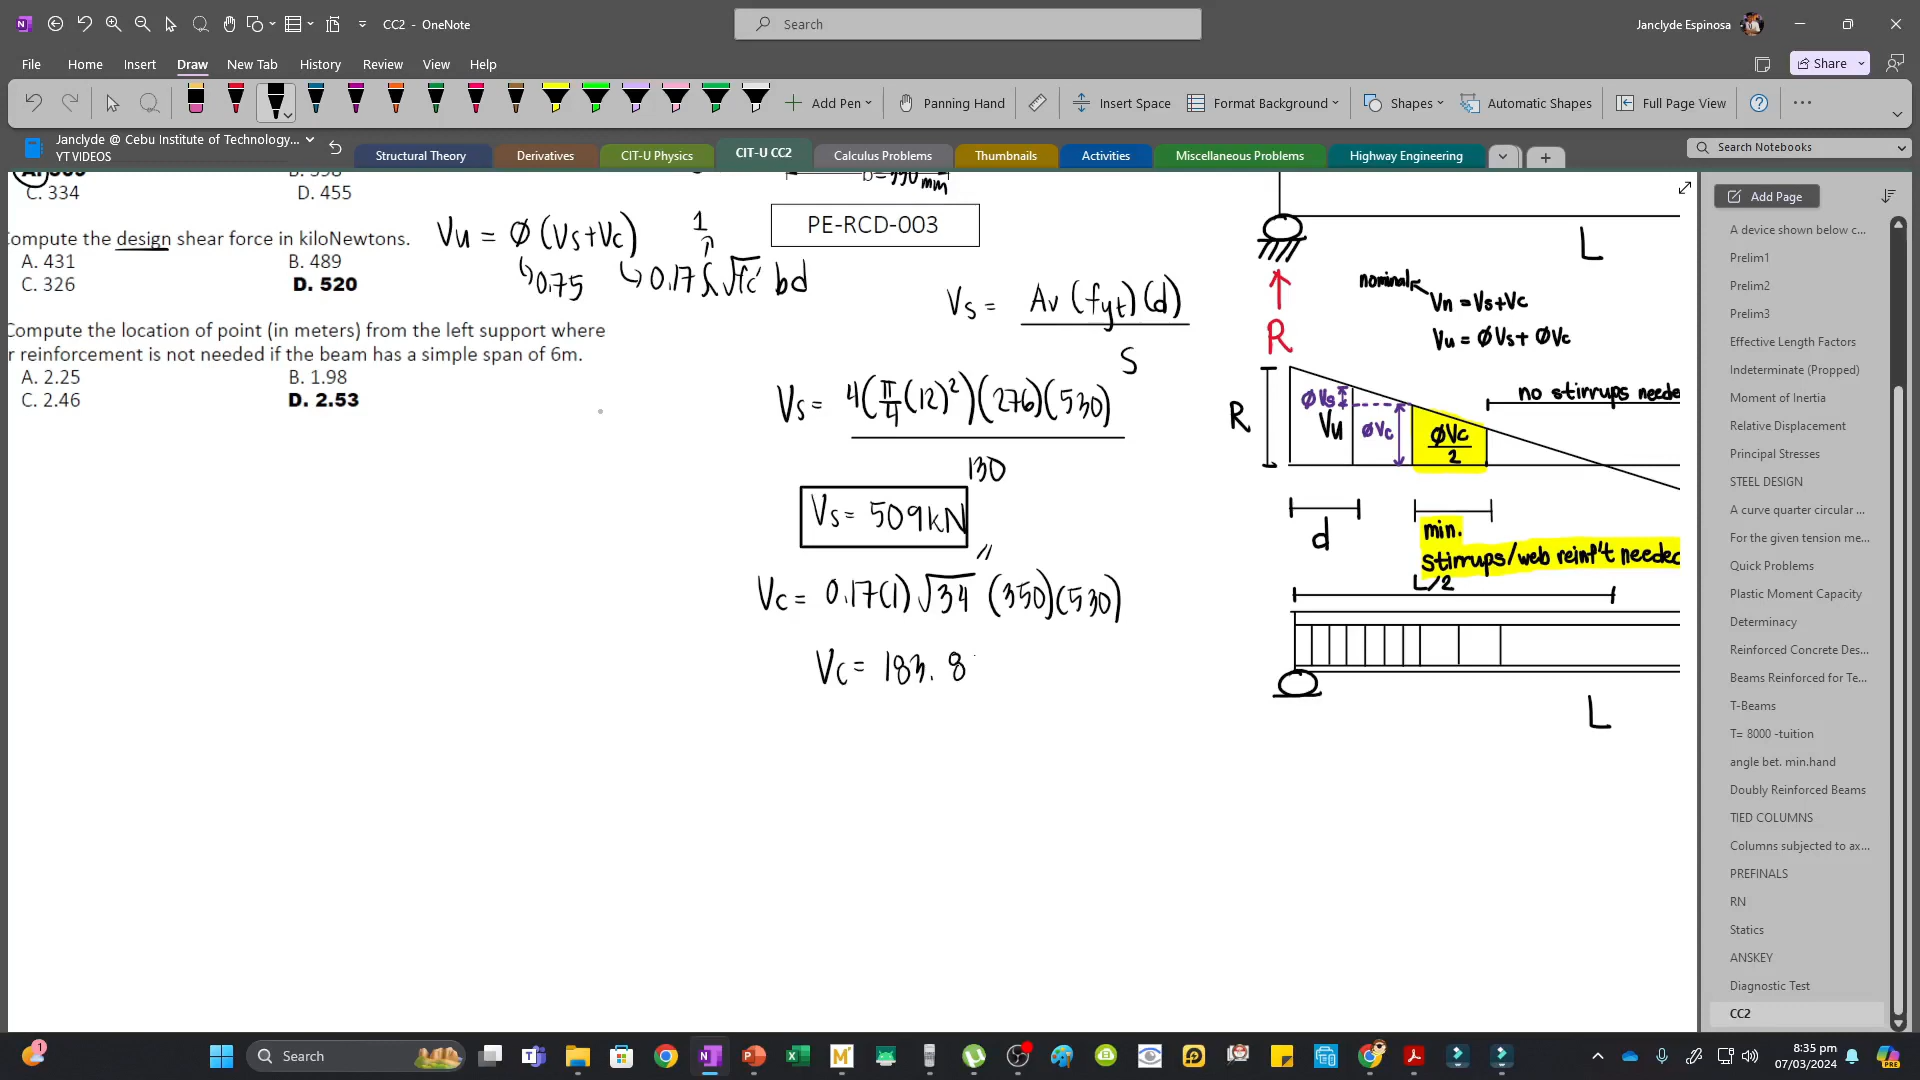 CC2 - OneNote
Search
Janclyde Espinosa
File Home Insert Draw New Tab History Review View Help
Share
Add Pen
Panning Hand
Insert Space
Format Background
Shapes
Automatic Shapes
Full Page View
Janclyde @ Cebu Institute of Technology...
YT VIDEOS
Structural Theory
Derivatives
CIT-U Physics
CIT-U CC2
Calculus Problems
Thumbnails
Activities
Miscellaneous Problems
Highway Engineering
Search Notebooks
C. 334 D. 455
ompute the design shear force in kiloNewtons.
A. 431 B. 489
C. 326 D. 520
Compute the location of point (in meters) from the left support where
r reinforcement is not needed if the beam has a simple span of 6m.
A. 2.25 B. 1.98
C. 2.46 D. 2.53
b = 350 mm
PE-RCD-003
Vu = Ø (Vs+Vc)
1
0.75
0.17 λ √fc' bd
Vs = Av (fyt)(d)
S
Vs = 4(π/4 (12)²)(276)(530)
130
Vs = 509 kN
Vc = 0.17(1) √34 (350)(530)
Vc = 183. 8
L
R
nominal
Vn = Vs+Vc
Vu = ØVs + ØVc
R
ØVs
Vu
ØVc
ØVc
2
no stirrups neede
d
min.
stirrups/web reinf't needed
L/2
L
Add Page
A device shown below c...
Prelim1
Prelim2
Prelim3
Effective Length Factors
Indeterminate (Propped)
Moment of Inertia
Relative Displacement
Principal Stresses
STEEL DESIGN
A curve quarter circular ...
For the given tension me...
Quick Problems
Plastic Moment Capacity
Determinacy
Reinforced Concrete Des...
Beams Reinforced for Te...
T-Beams
T= 8000 -tuition
angle bet. min.hand
Doubly Reinforced Beams
TIED COLUMNS
Columns subjected to ax...
PREFINALS
RN
Statics
ANSKEY
Diagnostic Test
CC2
1
Search
8:35 pm
07/03/2024